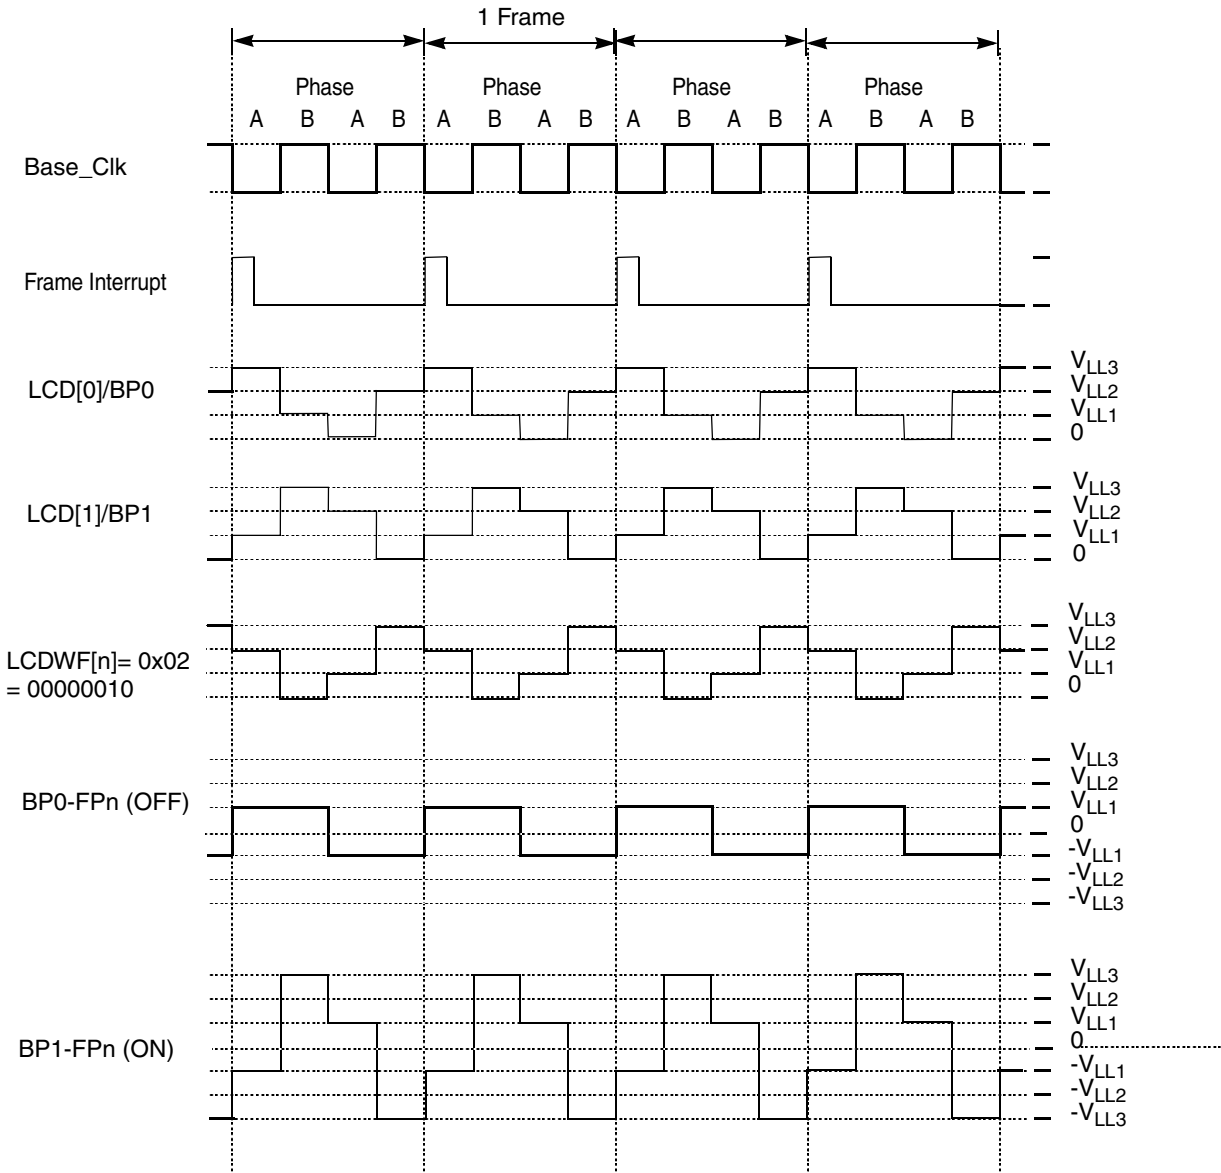 1 Frame
Phase Phase Phase Phase
A B A B A B A B A B A B A B A B
Base_Clk
Frame Interrupt
LCD[0]/BP0
VLL3
VLL2
VLL1
0
LCD[1]/BP1
VLL3
VLL2
VLL1
0
LCDWF[n]= 0x02
= 00000010
VLL3
VLL2
VLL1
0
BP0-FPn (OFF)
VLL3
VLL2
VLL1
0
-VLL1
-VLL2
-VLL3
BP1-FPn (ON)
VLL3
VLL2
VLL1
0
-VLL1
-VLL2
-VLL3